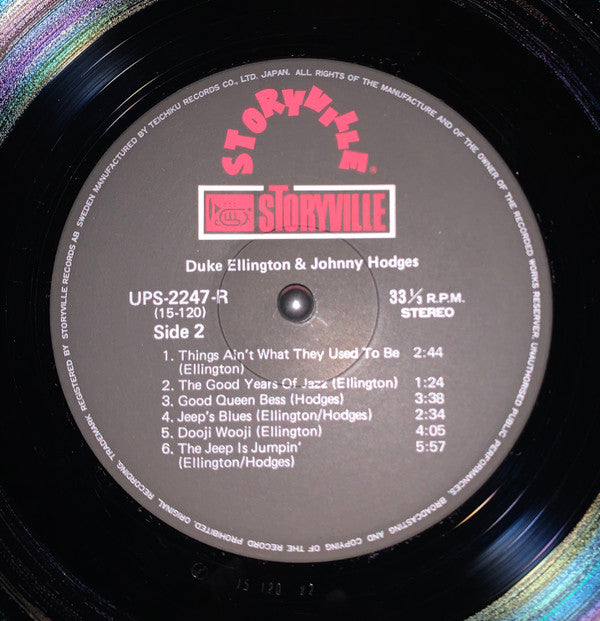 TRADEMARK REGISTERED BY STORYVILLE RECORDS AB SWEDEN MANUFACTURED BY TEICHIKU RECORDS CO., LTD. JAPAN. ALL RIGHTS OF THE MANUFACTURE AND OF THE OWNER OF THE RECORDED WORKS RESERVER. UNAUTHORISED PUBLIC PERFORMANCES, BROADCASTING AND COPYING OF THE RECORD PROHIBITED ORIGINAL RECORDING
STORYVILLE®
STORYVILLE
Duke Ellington & Johnny Hodges
UPS-2247-R
33⅓ R.P.M.
(15-120)
STEREO
Side 2
1. Things Ain't What They Used To Be 2:44
(Ellington)
2. The Good Years Of Jazz (Ellington) 1:24
3. Good Queen Bess (Hodges) 3:38
4. Jeep's Blues (Ellington/Hodges) 2:34
5. Dooji Wooji (Ellington) 4:05
6. The Jeep Is Jumpin' 5:57
(Ellington/Hodges)
15 120